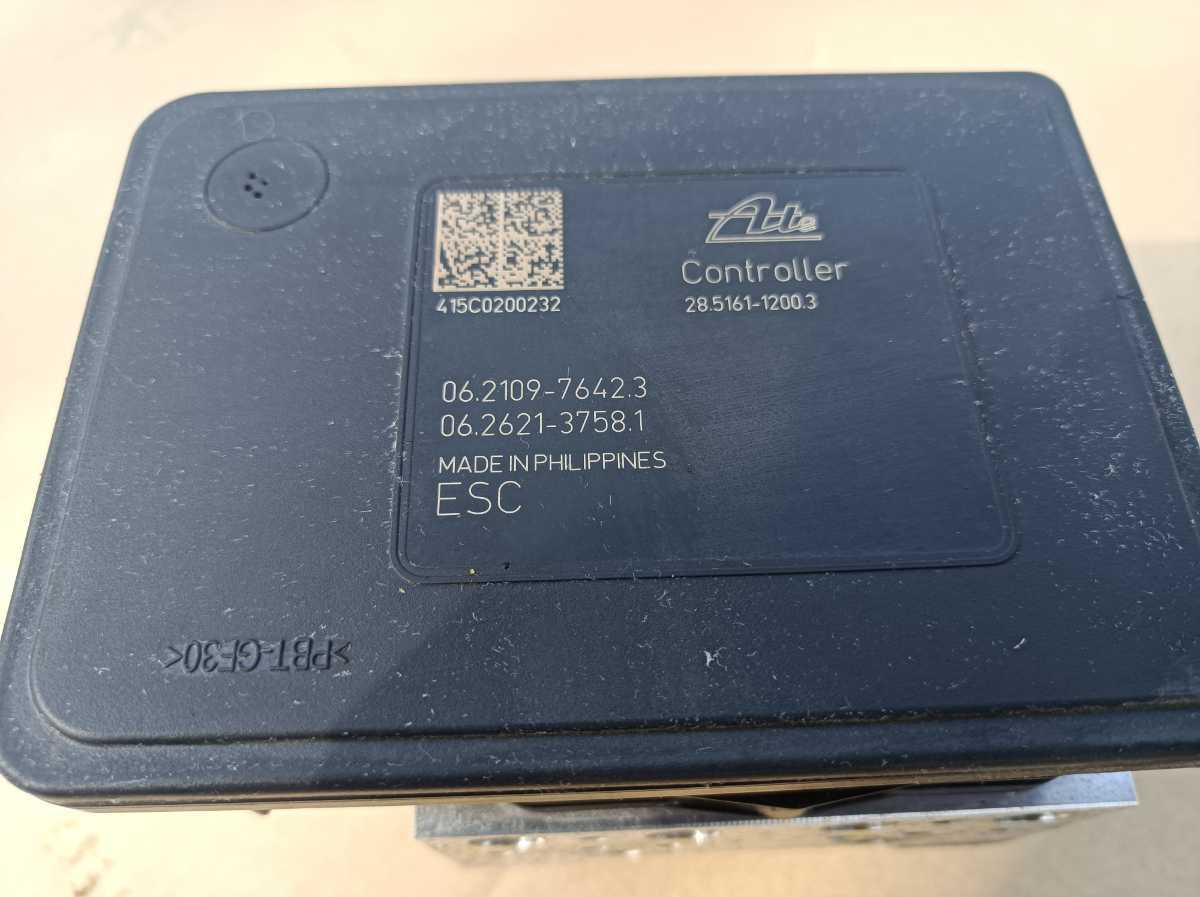 Ate
Controller
415C0200232
28.5161-1200.3
06.2109-7642.3
06.2621-3758.1
MADE IN PHILIPPINES
ESC
>PBT-GF30<